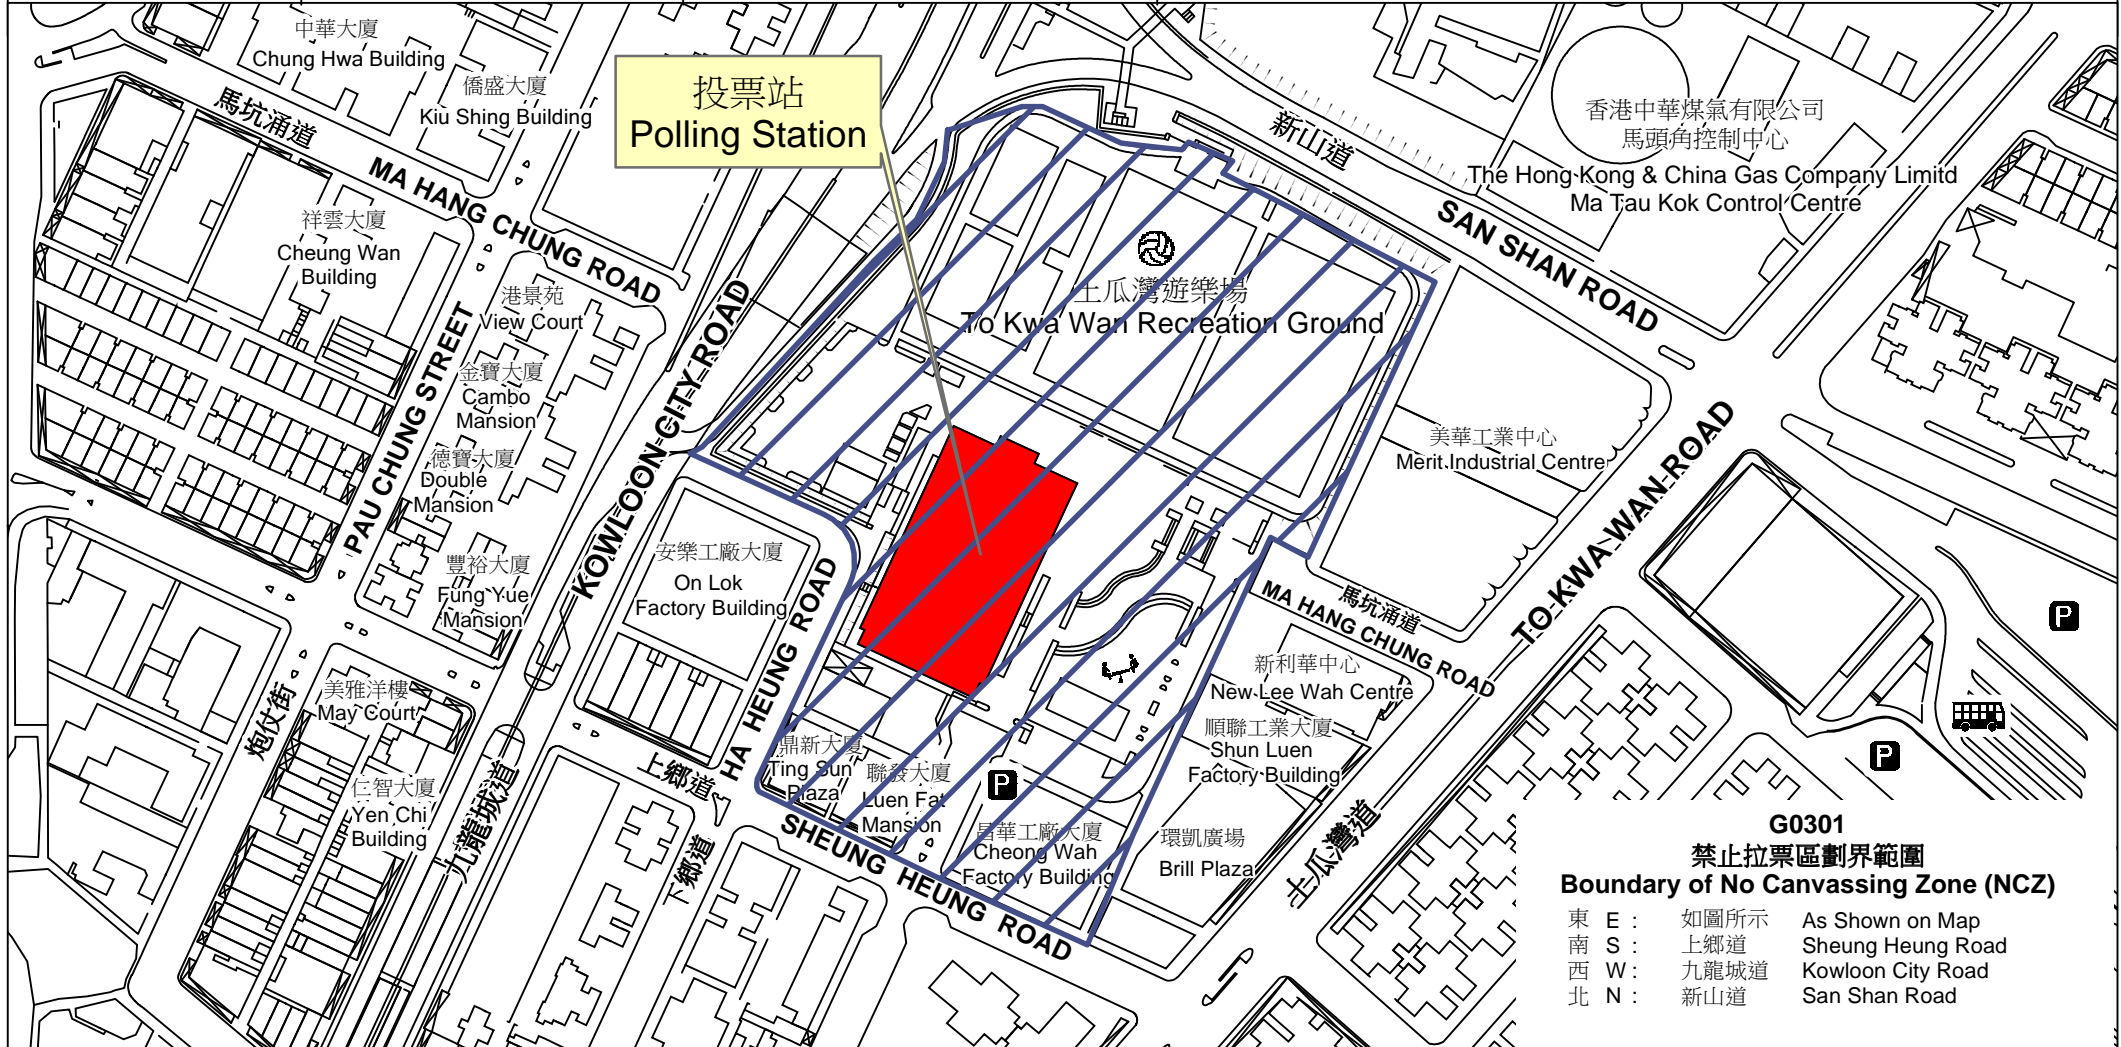 中華大廈
Chung Hwa Building
僑盛大廈
Kiu Shing Building
馬坑涌道
MA HANG CHUNG ROAD
投票站
Polling Station
新山道
SAN SHAN ROAD
香港中華煤氣有限公司
馬頭角控制中心
The Hong Kong & China Gas Company Limitd
Ma Tau Kok Control Centre
祥雲大廈
Cheung Wan
Building
港景苑
View Court
金寶大廈
Cambo
Mansion
德寶大廈
Double
Mansion
豐裕大廈
Fung Yue
Mansion
PAU CHUNG STREET
KOWLOON CITY ROAD
土瓜灣遊樂場
To Kwa Wan Recreation Ground
美華工業中心
Merit Industrial Centre
TO KWA WAN ROAD
安樂工廠大廈
On Lok
Factory Building
HA HEUNG ROAD
馬坑涌道
MA HANG CHUNG ROAD
新利華中心
New Lee Wah Centre
順聯工業大廈
Shun Luen
Factory Building
炮仗街
美雅洋樓
May Court
仁智大廈
Yen Chi
Building
九龍城道
上鄉道
下鄉道
鼎新大廈
Ting Sun
Plaza
聯發大廈
Luen Fat
Mansion
P
P
P
昌華工廠大廈
Cheong Wah
Factory Building
環凱廣場
Brill Plaza
SHEUNG HEUNG ROAD
土瓜灣道
G0301
禁止拉票區劃界範圍
Boundary of No Canvassing Zone (NCZ)
東 E : 如圖所示 As Shown on Map
南 S : 上鄉道 Sheung Heung Road
西 W : 九龍城道 Kowloon City Road
北 N : 新山道 San Shan Road